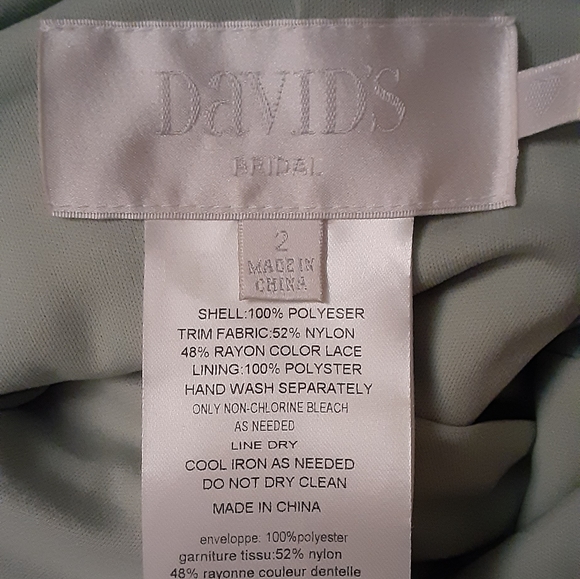 DAVID'S
BRIDAL
2
MADE IN
CHINA
SHELL:100% POLYESER
TRIM FABRIC:52% NYLON
48% RAYON COLOR LACE
LINING:100% POLYSTER
HAND WASH SEPARATELY
ONLY NON-CHLORINE BLEACH
AS NEEDED
LINE DRY
COOL IRON AS NEEDED
DO NOT DRY CLEAN
MADE IN CHINA
enveloppe: 100%polyester
garniture tissu:52% nylon
48% rayonne couleur dentelle